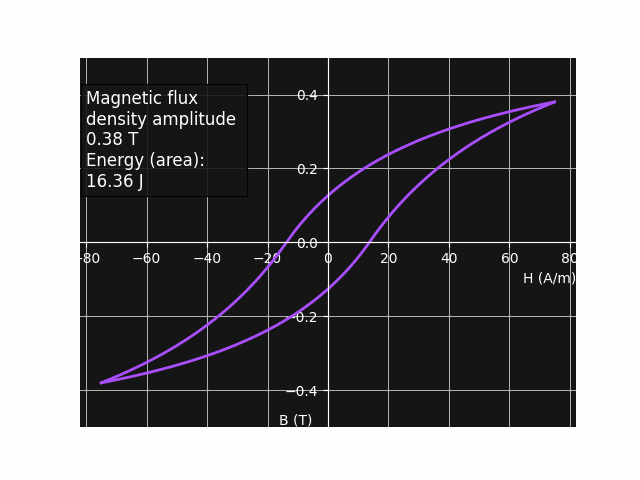 Magnetic flux
density amplitude
0.38 T
Energy (area):
16.36 J
0.4
0.2
0.0
−80 −60 −40 −20 0 20 40 60 80
H (A/m)
−0.2
−0.4
B (T)